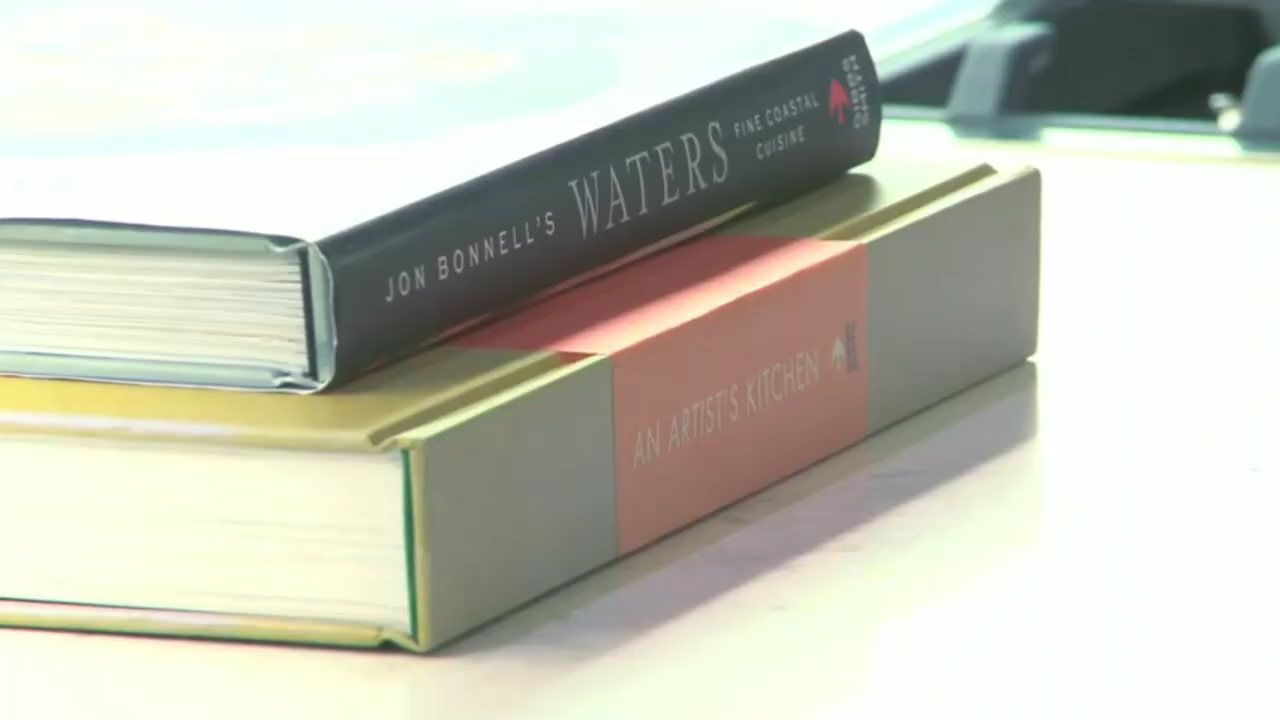 JON BONNELL'S WATERS FINE COASTAL
CUISINE
AN ARTIST'S KITCHEN